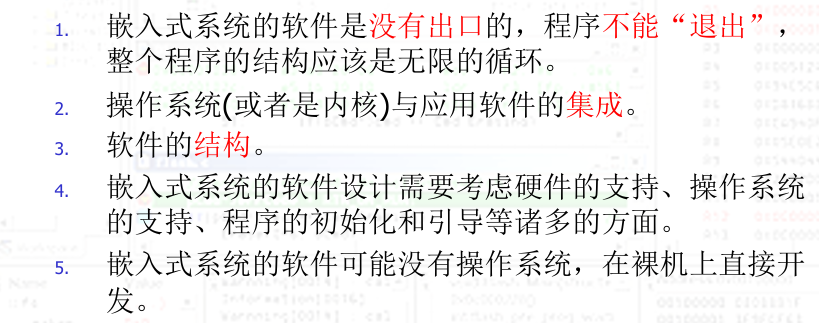 1. 嵌入式系统的软件是没有出口的，程序不能“退出”，
整个程序的结构应该是无限的循环。
2. 操作系统(或者是内核)与应用软件的集成。
3. 软件的结构。
4. 嵌入式系统的软件设计需要考虑硬件的支持、操作系统
的支持、程序的初始化和引导等诸多的方面。
5. 嵌入式系统的软件可能没有操作系统，在裸机上直接开
发。